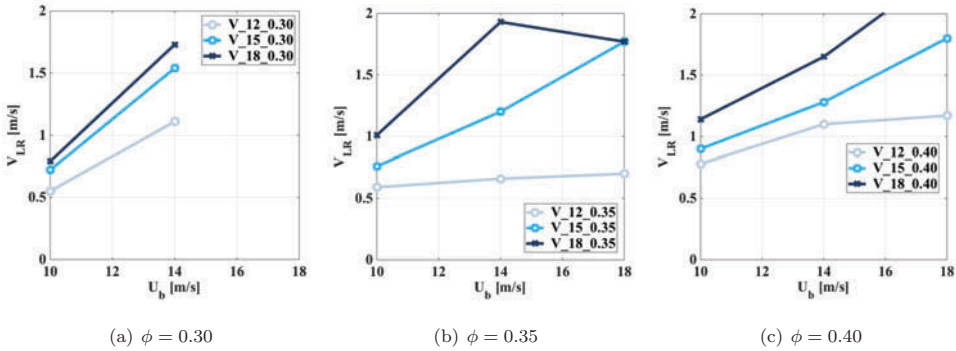 2
1.5
1
0.5
0
10
12
14
16
18
V_LR [m/s]
U_b [m/s]
V_12_0.30
V_15_0.30
V_18_0.30
(a) ϕ = 0.30
2
1.5
1
0.5
0
10
12
14
16
18
V_LR [m/s]
U_b [m/s]
V_12_0.35
V_15_0.35
V_18_0.35
(b) ϕ = 0.35
2
1.5
1
0.5
0
10
12
14
16
18
V_LR [m/s]
U_b [m/s]
V_12_0.40
V_15_0.40
V_18_0.40
(c) ϕ = 0.40